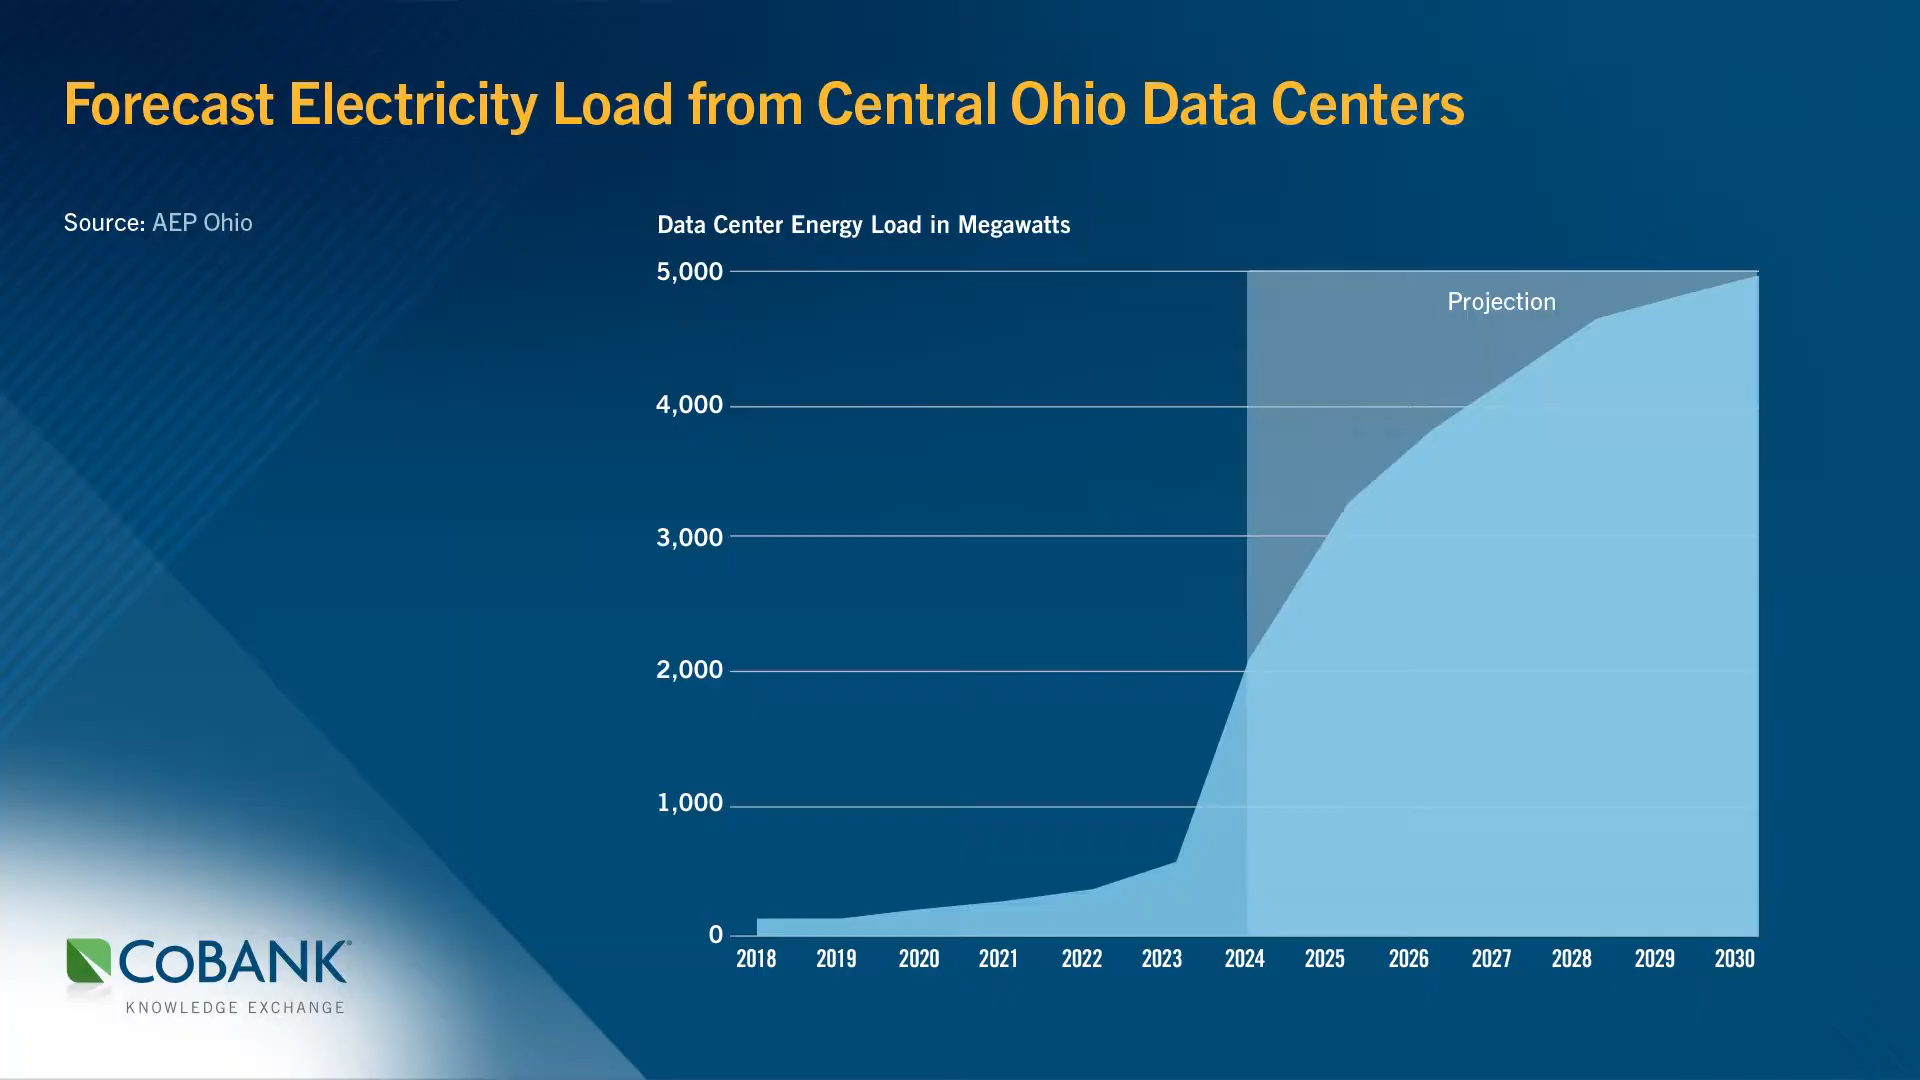 Forecast Electricity Load from Central Ohio Data Centers
Source: AEP Ohio
Data Center Energy Load in Megawatts
5,000
Projection
4,000
3,000
2,000
1,000
0
2018 2019 2020 2021 2022 2023 2024 2025 2026 2027 2028 2029 2030
COBANK
KNOWLEDGE EXCHANGE